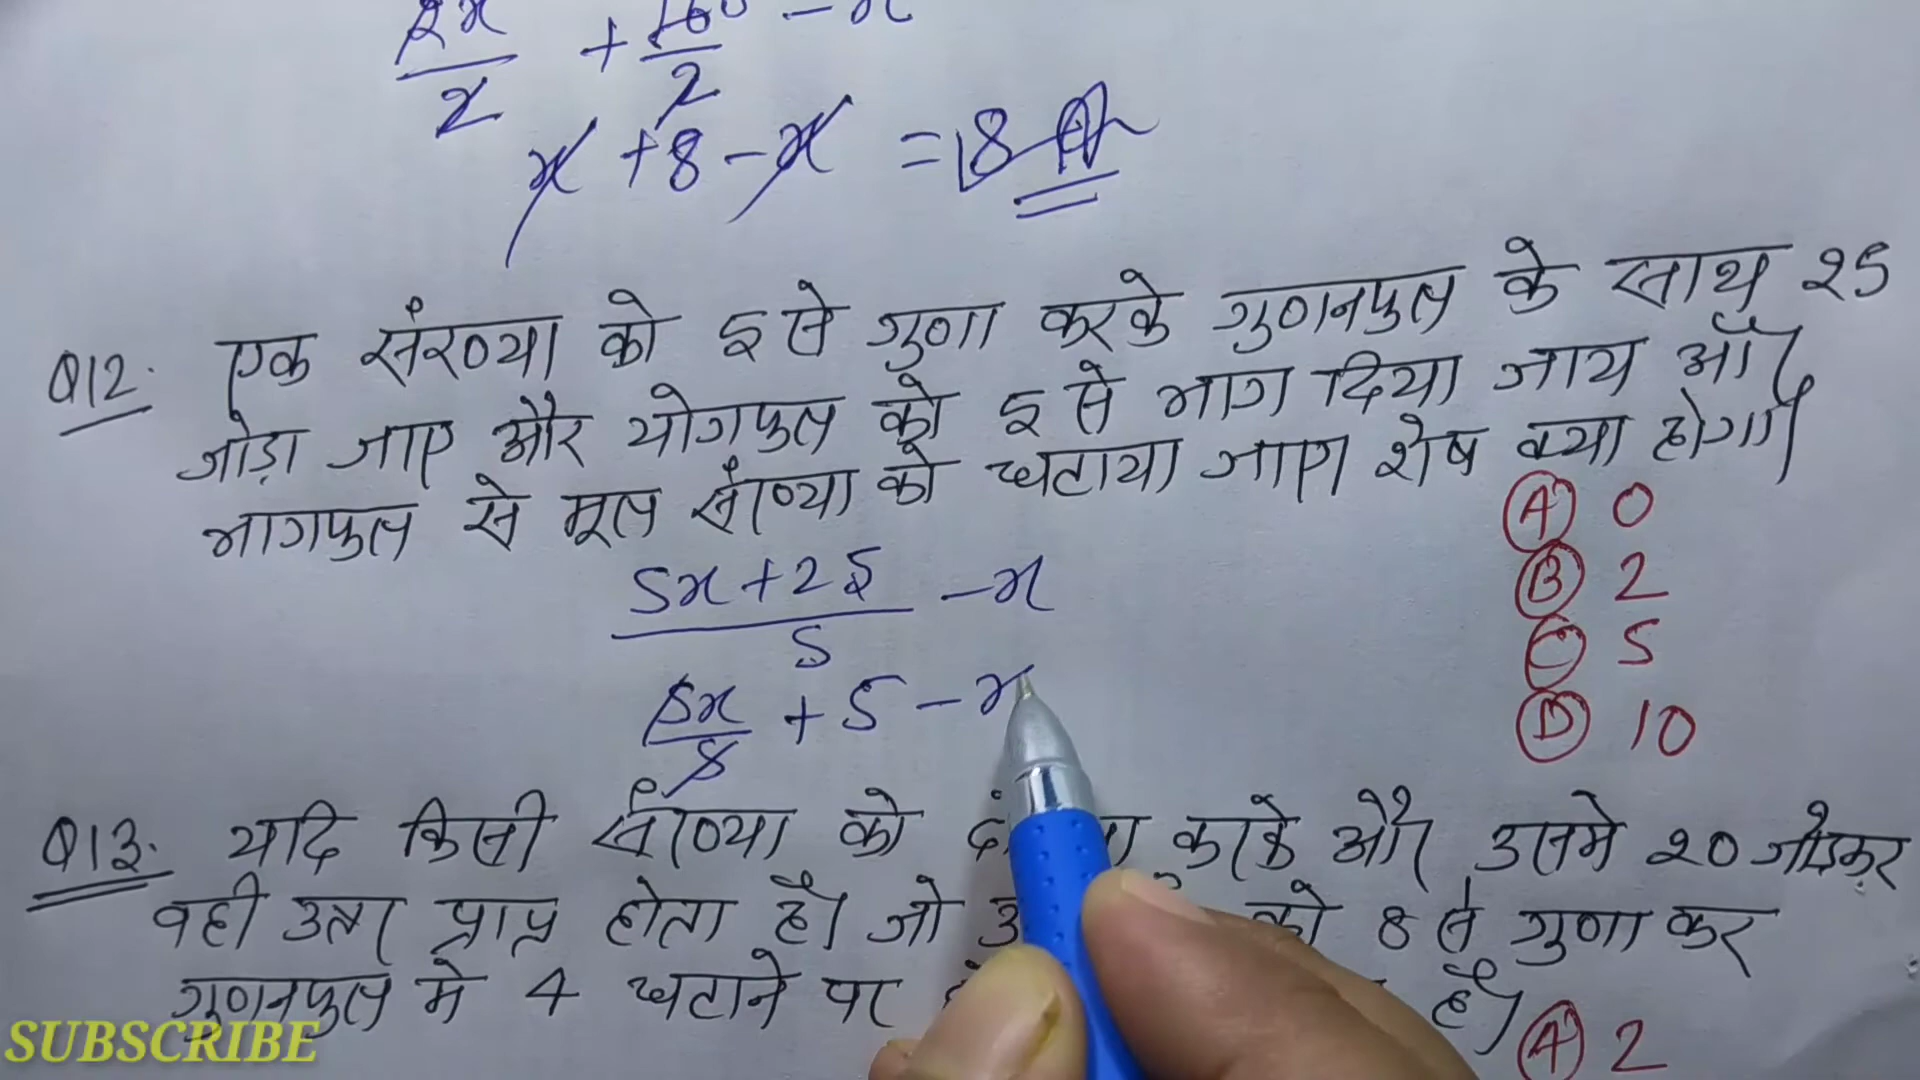 2x/2 + 16/2 - x
x + 8 - x = 8
Q12. एक संख्या को 5 से गुणा करके गुणनफल के साथ 25
जोड़ा जाए और योगफल को 5 से भाग दिया जाय और
भागफल से मूल संख्या को घटाया जाए। शेष क्या होगा।
(A) 0
(B) 2
(C) 5
(D) 10
5x+25/5 - x
5x/5 + 5 - x
Q13. यदि किसी संख्या को करके और उसमे 20 जोड़कर
वही उत्तर प्राप्त होता है। जो को 8 से गुणा कर
गुणनफल मे 4 घटाने पर है।
(A) 2
SUBSCRIBE